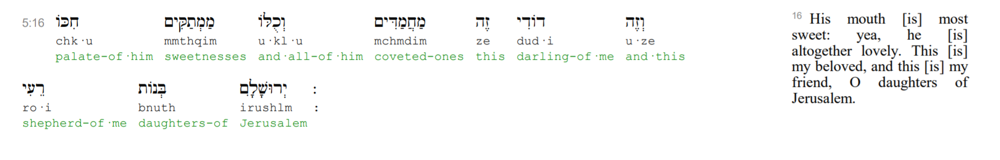 5:16 חִכּוֹ מַמְתַקִּים וְכֻלּוֹ מַחֲמַדִּים זֶה דוֹדִי וְזֶה
chk·u mmthqim u·kl·u mchmdim ze dud·i u·ze
palate-of·him sweetnesses and·all-of·him coveted-ones this darling-of·me and·this
רֵעִי בְּנוֹת יְרוּשָׁלִָם :
ro·i bnuth irushlm :
shepherd-of·me daughters-of Jerusalem
16 His mouth [is] most
sweet: yea, he [is]
altogether lovely. This [is]
my beloved, and this [is] my
friend, O daughters of
Jerusalem.